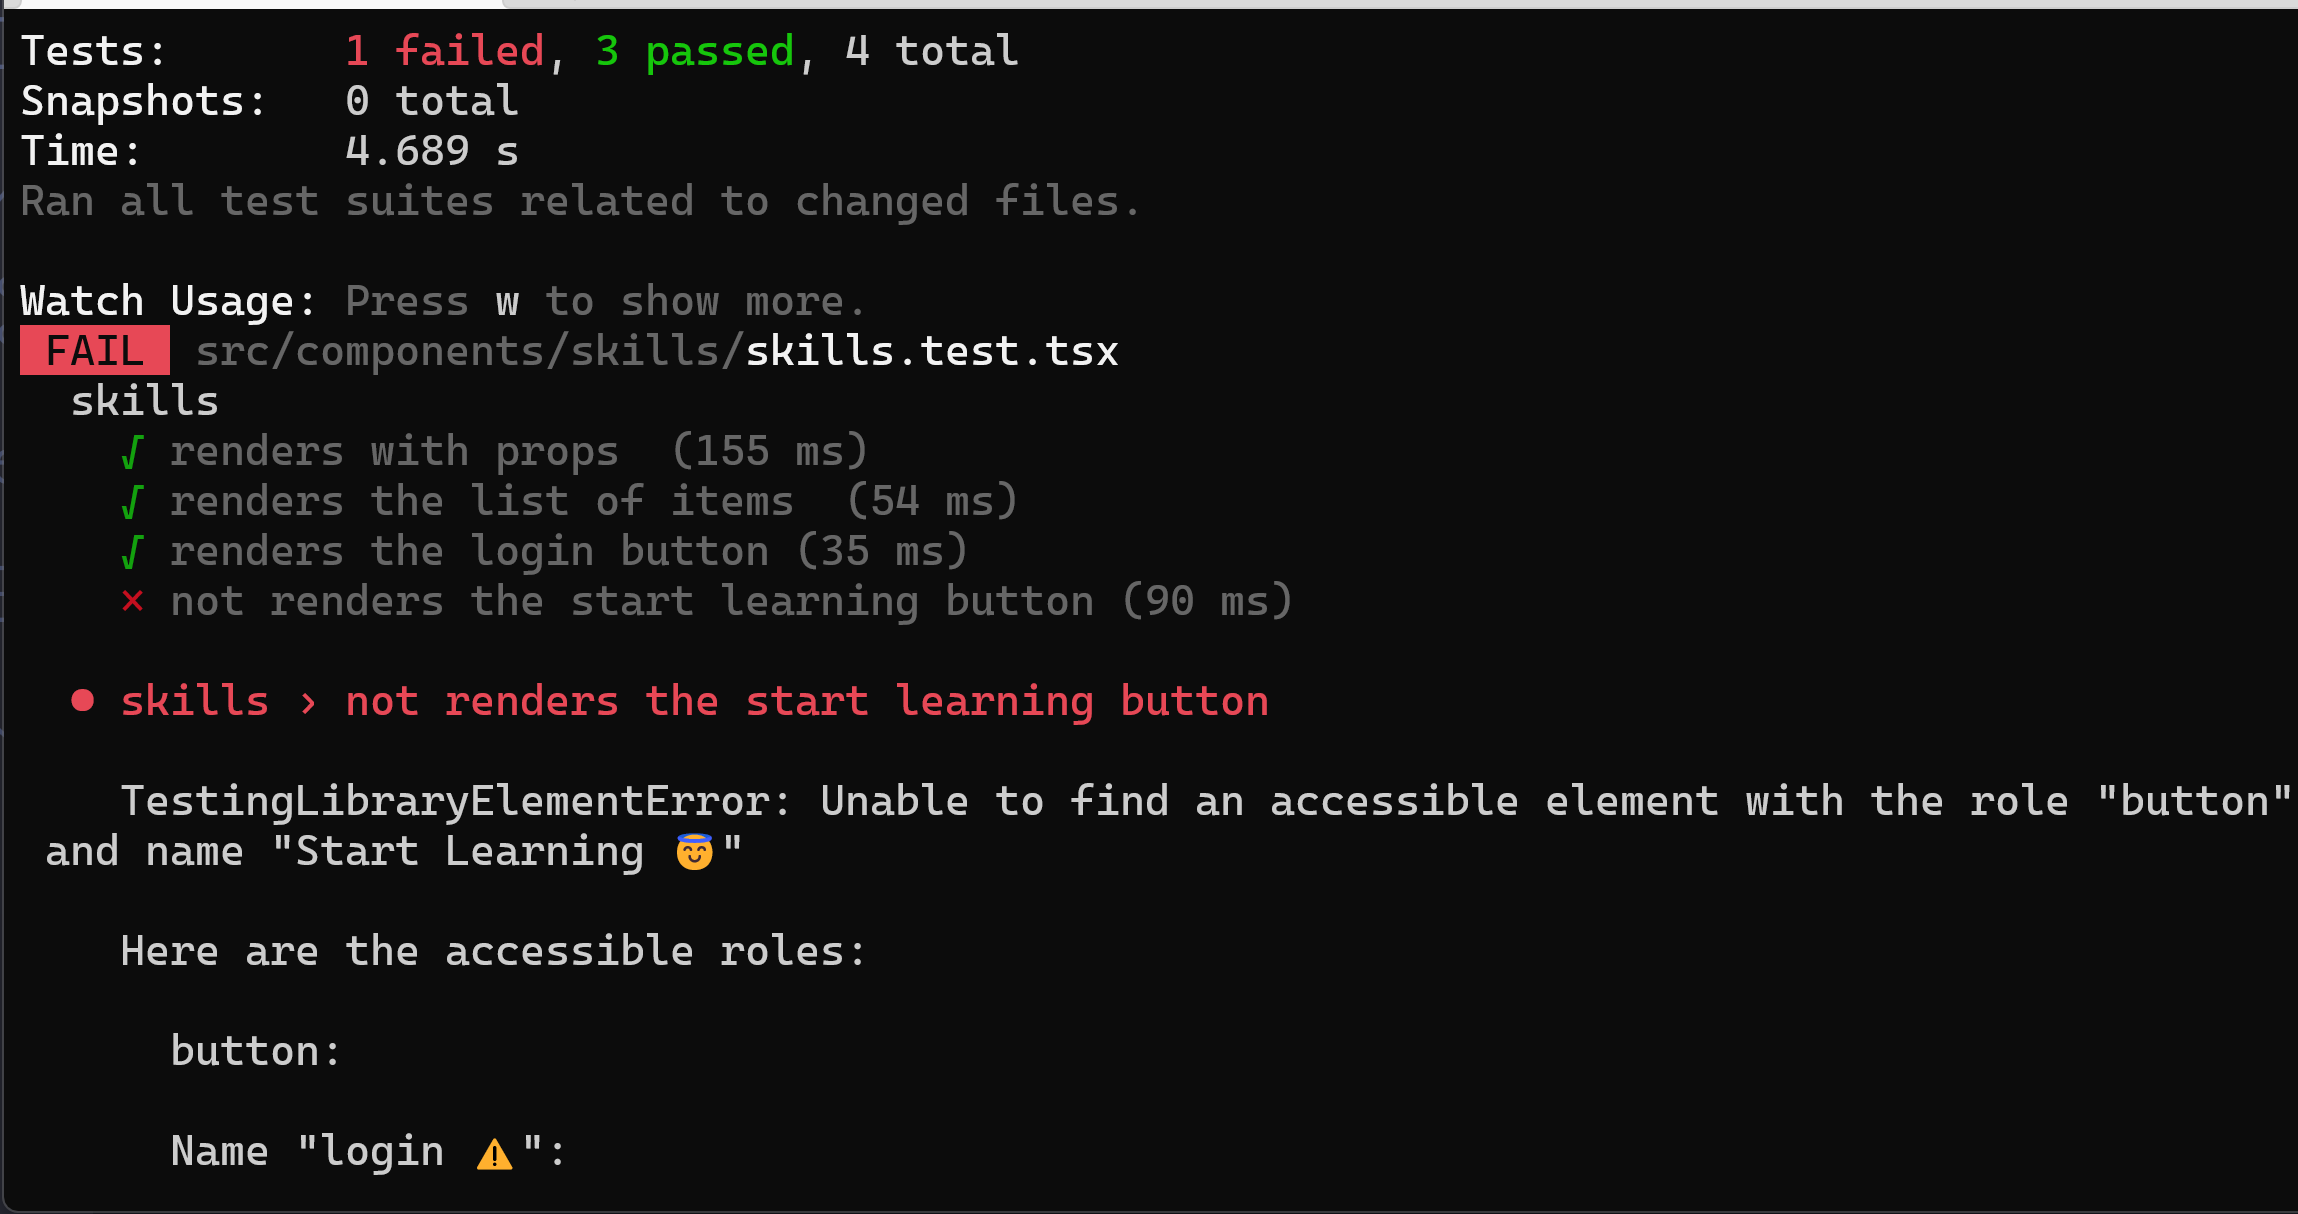 Tests:       1 failed, 3 passed, 4 total
Snapshots:   0 total
Time:        4.689 s
Ran all test suites related to changed files.
Watch Usage: Press w to show more.
FAIL src/components/skills/skills.test.tsx
skills
√ renders with props  (155 ms)
√ renders the list of items  (54 ms)
√ renders the login button (35 ms)
× not renders the start learning button (90 ms)
● skills › not renders the start learning button
TestingLibraryElementError: Unable to find an accessible element with the role "button"
and name "Start Learning 😇"
Here are the accessible roles:
button:
Name "login ⚠️":